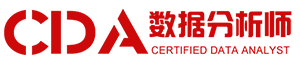 CDA 数据分析师
CERTIFIED DATA ANALYST